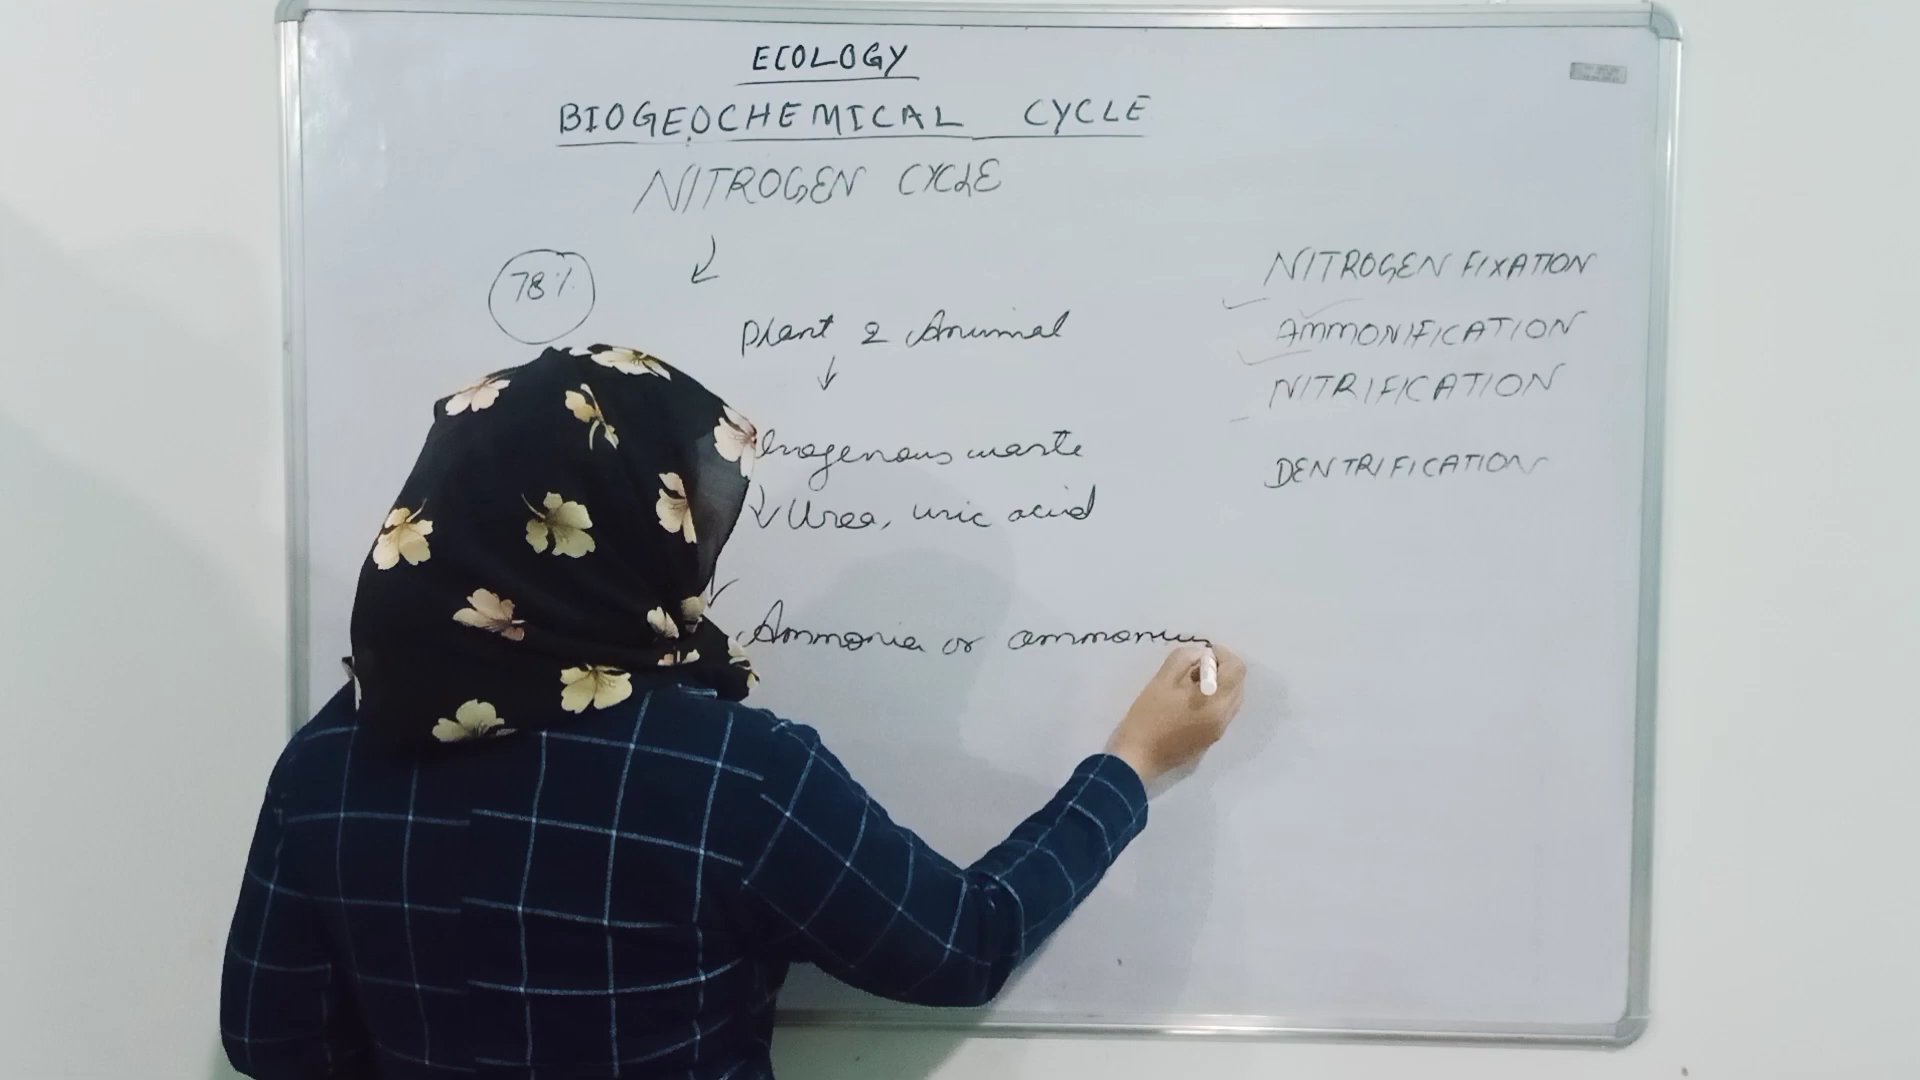 ECOLOGY
BIOGEOCHEMICAL CYCLE
NITROGEN CYCLE
78%
Plant & Animal
waste
Urea, uric acid
Ammonia or ammonium
NITROGEN FIXATION
AMMONIFICATION
NITRIFICATION
DENTRIFICATION